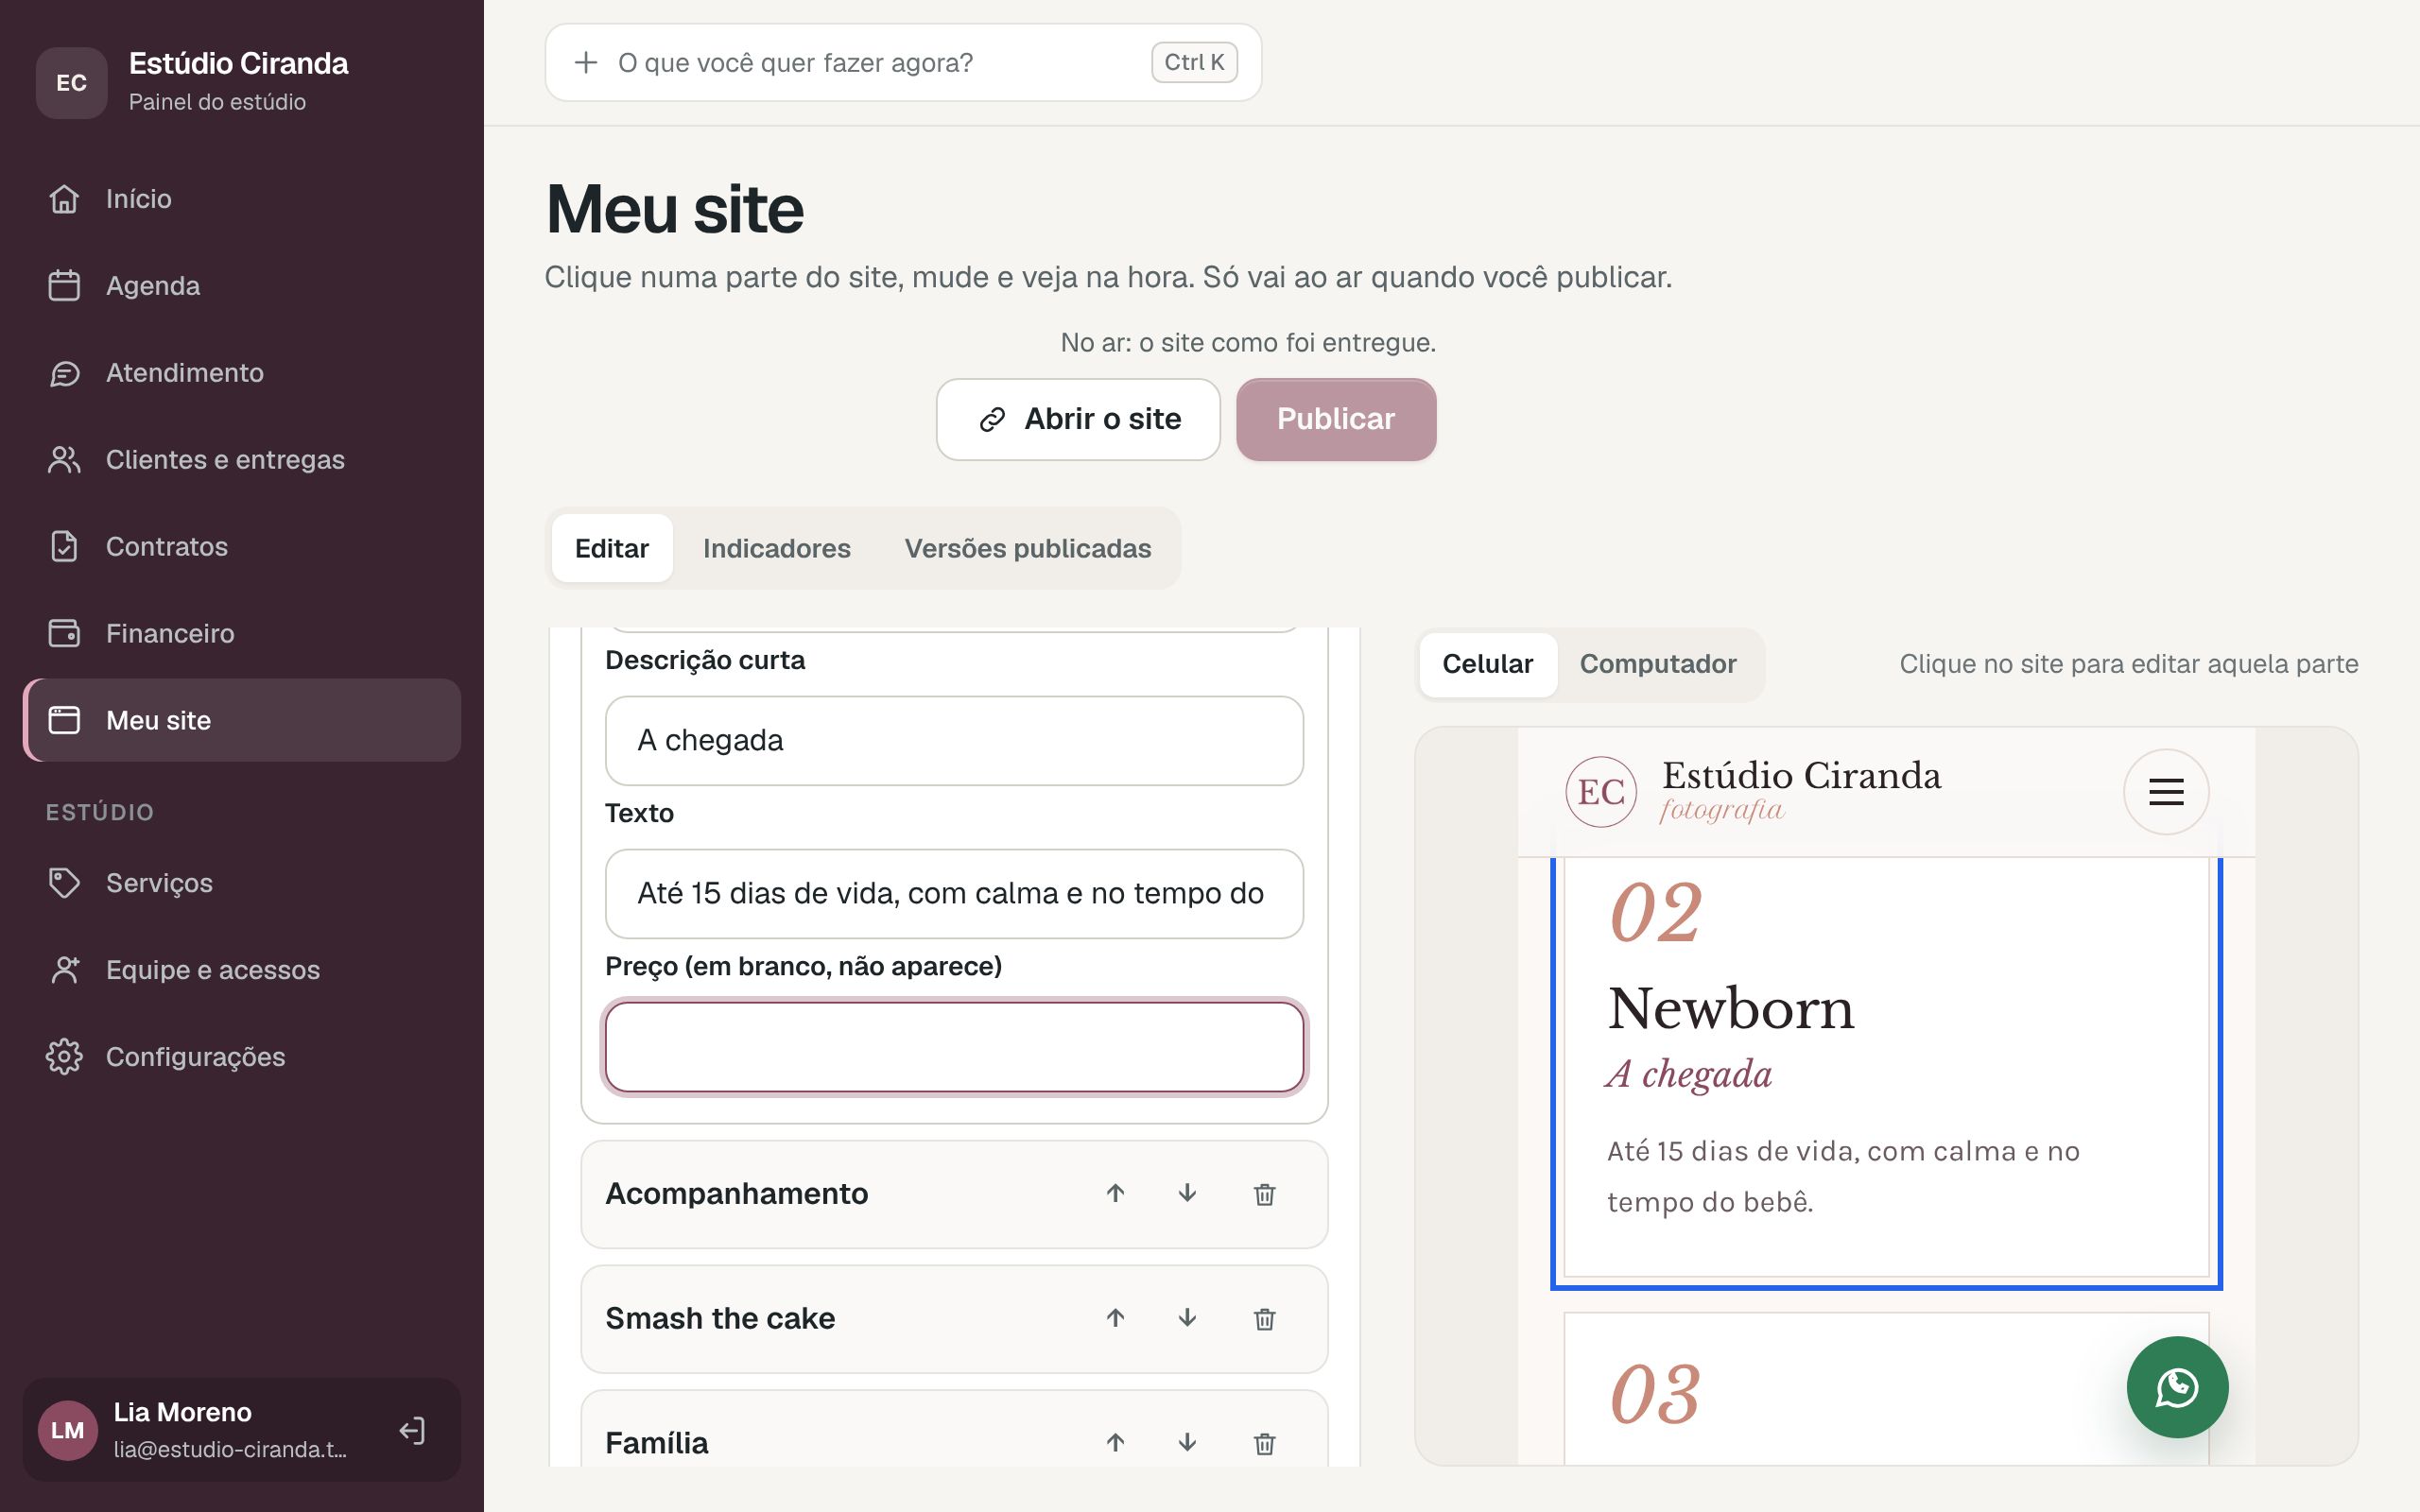 EC
Estúdio Ciranda
Painel do estúdio
Início
Agenda
Atendimento
Clientes e entregas
Contratos
Financeiro
Meu site
ESTÚDIO
Serviços
Equipe e acessos
Configurações
LM
Lia Moreno
lia@estudio-ciranda.t...
O que você quer fazer agora?
Ctrl K
Meu site
Clique numa parte do site, mude e veja na hora. Só vai ao ar quando você publicar.
No ar: o site como foi entregue.
Abrir o site
Publicar
Editar
Indicadores
Versões publicadas
Descrição curta
A chegada
Texto
Até 15 dias de vida, com calma e no tempo do
Preço (em branco, não aparece)
Acompanhamento
Smash the cake
Família
Celular
Computador
Clique no site para editar aquela parte
EC
Estúdio Ciranda
fotografia
02
Newborn
A chegada
Até 15 dias de vida, com calma e no
tempo do bebê.
03